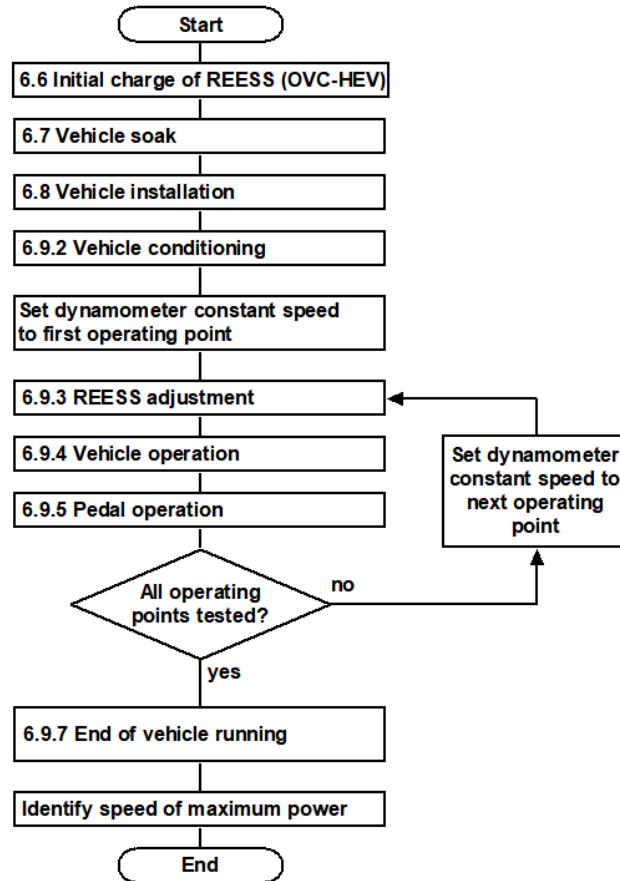 Start
6.6 Initial charge of REESS (OVC-HEV)
6.7 Vehicle soak
6.8 Vehicle installation
6.9.2 Vehicle conditioning
Set dynamometer constant speed
to first operating point
6.9.3 REESS adjustment
6.9.4 Vehicle operation
6.9.5 Pedal operation
All operating
points tested?
no
Set dynamometer
constant speed to
next operating
point
yes
6.9.7 End of vehicle running
Identify speed of maximum power
End